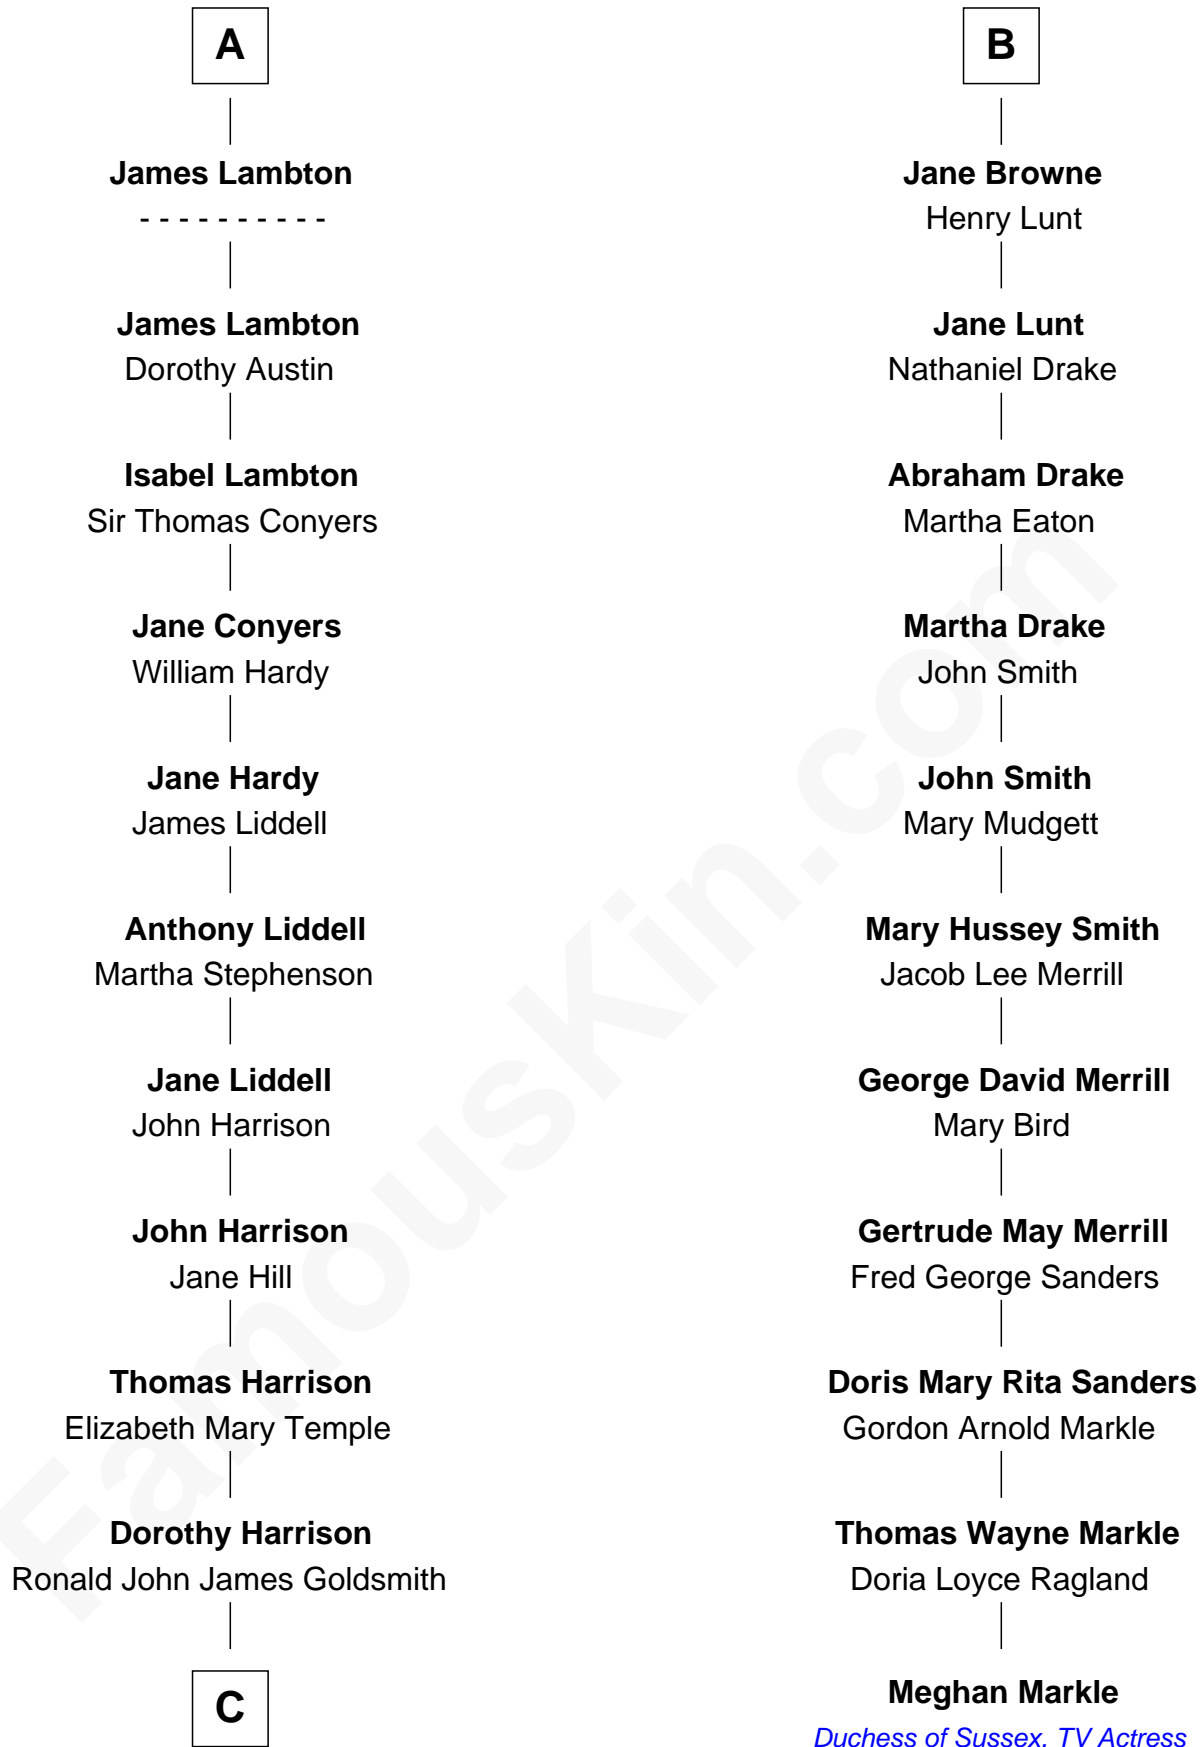 A
James Lambton
- - - - - - - - - -
James Lambton
Dorothy Austin
Isabel Lambton
Sir Thomas Conyers
Jane Conyers
William Hardy
Jane Hardy
James Liddell
Anthony Liddell
Martha Stephenson
Jane Liddell
John Harrison
John Harrison
Jane Hill
Thomas Harrison
Elizabeth Mary Temple
Dorothy Harrison
Ronald John James Goldsmith
C
B
Jane Browne
Henry Lunt
Jane Lunt
Nathaniel Drake
Abraham Drake
Martha Eaton
Martha Drake
John Smith
John Smith
Mary Mudgett
Mary Hussey Smith
Jacob Lee Merrill
George David Merrill
Mary Bird
Gertrude May Merrill
Fred George Sanders
Doris Mary Rita Sanders
Gordon Arnold Markle
Thomas Wayne Markle
Doria Loyce Ragland
Meghan Markle
Duchess of Sussex, TV Actress
FamousKin.com